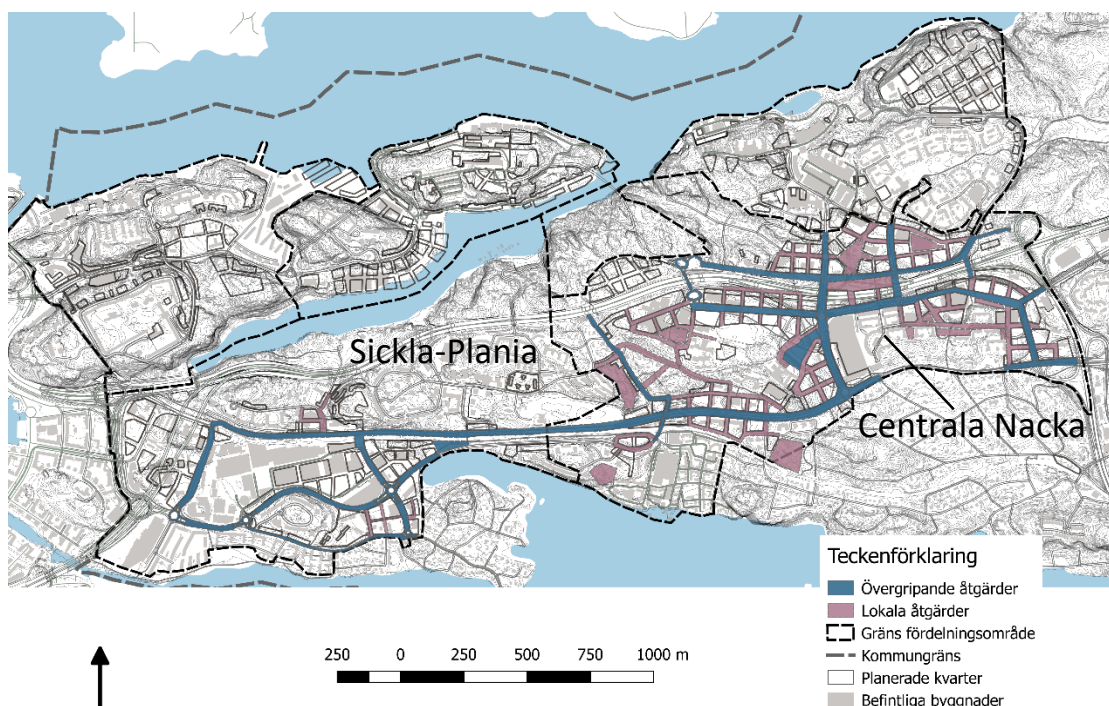 Sickla-Plania
Centrala Nacka
Teckenförklaring
Övergripande åtgärder
Lokala åtgärder
Gräns fördelningsområde
Kommungräns
Planerade kvarter
Befintliga byggnader
250 0 250 500 750 1000 m